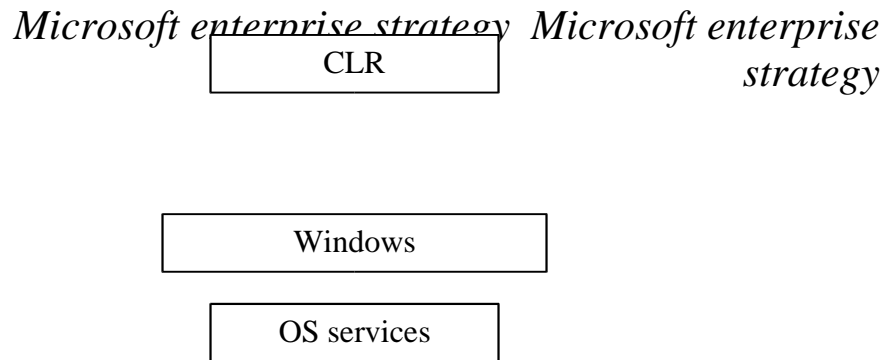 Microsoft enterprise strategy Microsoft enterprise
strategy
CLR
Windows
OS services